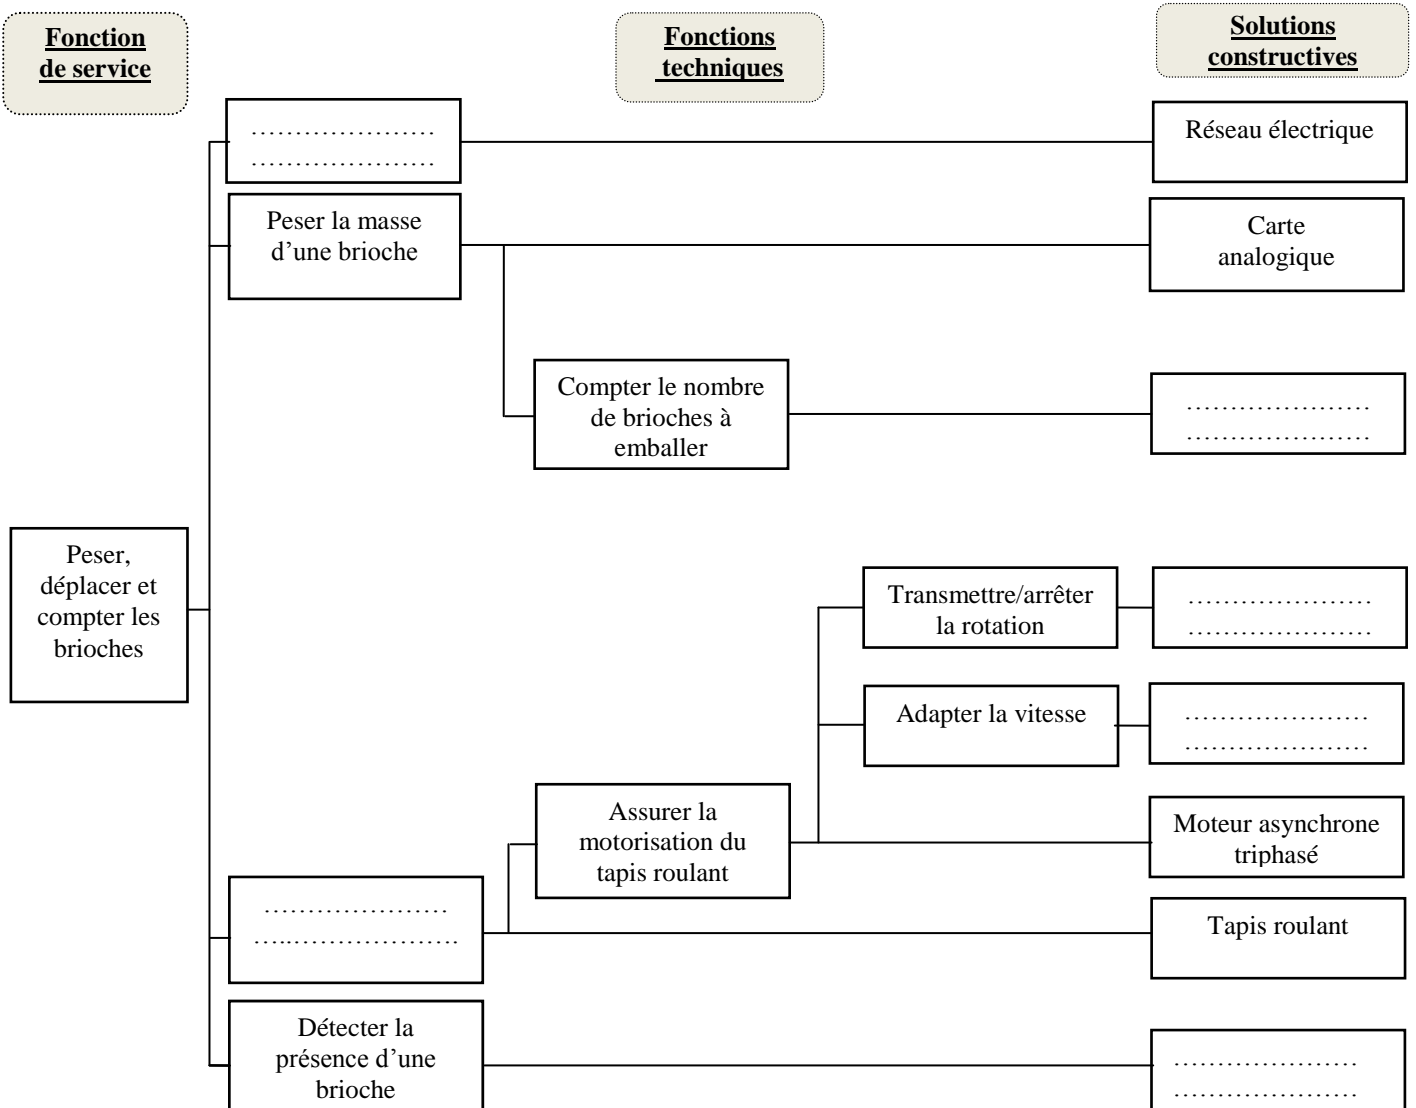 Fonction
de service
Fonctions
techniques
Solutions
constructives
…………………
…………………
Réseau électrique
Peser la masse
d’une brioche
Carte
analogique
Compter le nombre
de brioches à
emballer
…………………
…………………
Peser,
déplacer et
compter les
brioches
Transmettre/arrêter
la rotation
…………………
…………………
Adapter la vitesse
…………………
…………………
Assurer la
motorisation du
tapis roulant
Moteur asynchrone
triphasé
…………………
…..………………….
Tapis roulant
Détecter la
présence d’une
brioche
…………………
…………………